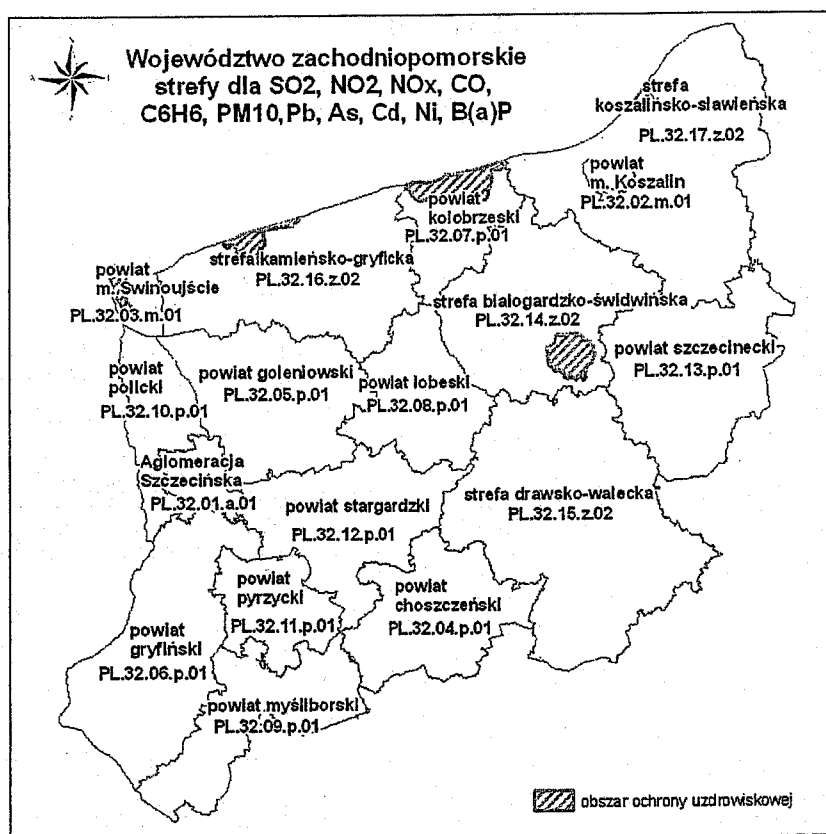 Województwo zachodniopomorskie
strefy dla SO2, NO2, NOx, CO,
C6H6, PM10,Pb, As, Cd, Ni, B(a)P
strefa
koszalińsko-sławieńska
PL.32.17.z.02
powiat
m. Koszalin
PL.32.02.m.01
powiat
kołobrzeski
PL.32.07.p.01
strefa kamieńsko-gryficka
PL.32.16.z.02
powiat
m. Świnoujście
PL.32.03.m.01
strefa białogardzko-świdwińska
PL.32.14.z.02
powiat szczecinecki
PL.32.13.p.01
powiat
policki
PL.32.10.p.01
powiat goleniowski
PL.32.05.p.01
powiat łobeski
PL.32.08.p.01
Aglomeracja
Szczecińska
PL.32.01.a.01
powiat stargardzki
PL.32.12.p.01
strefa drawsko-wałecka
PL.32.15.z.02
powiat
pyrzycki
PL.32.11.p.01
powiat
choszczeński
PL.32.04.p.01
powiat
gryfiński
PL.32.06.p.01
powiat myśliborski
PL.32.09.p.01
obszar ochrony uzdrowiskowej